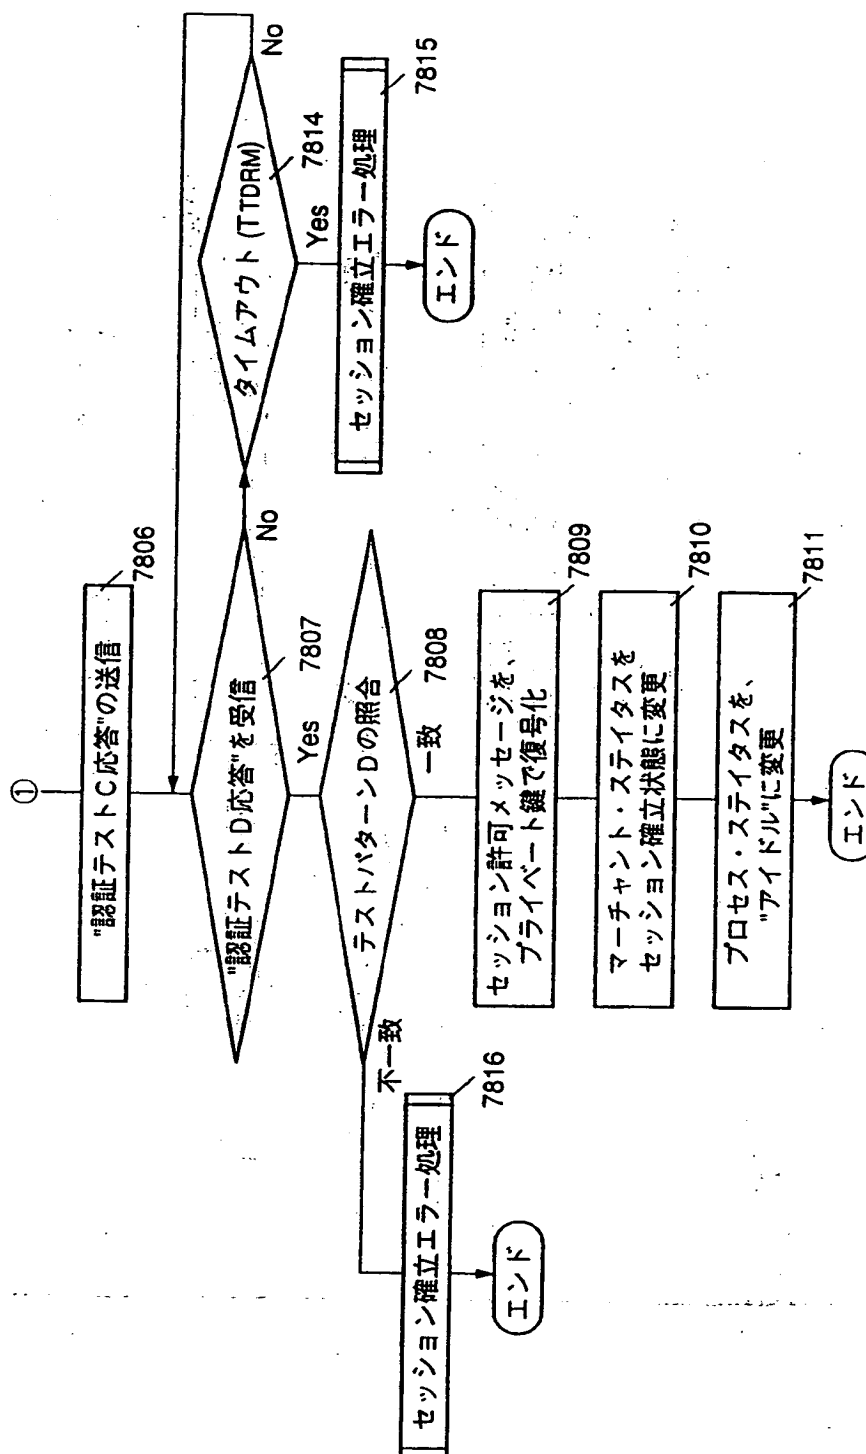 ①
"認証テストC応答"の送信
7806
"認証テストD応答"を受信
7807
No
Yes
タイムアウト(TTDRM)
7814
No
Yes
セッション確立エラー処理
7815
エンド
テストパターンDの照合
7808
一致
不一致
セッション確立エラー処理
7816
エンド
セッション許可メッセージを、
プライベート鍵で復号化
7809
マーチャント・ステイタスを
セッション確立状態に変更
7810
プロセス・ステイタスを、
"アイドル"に変更
7811
エンド